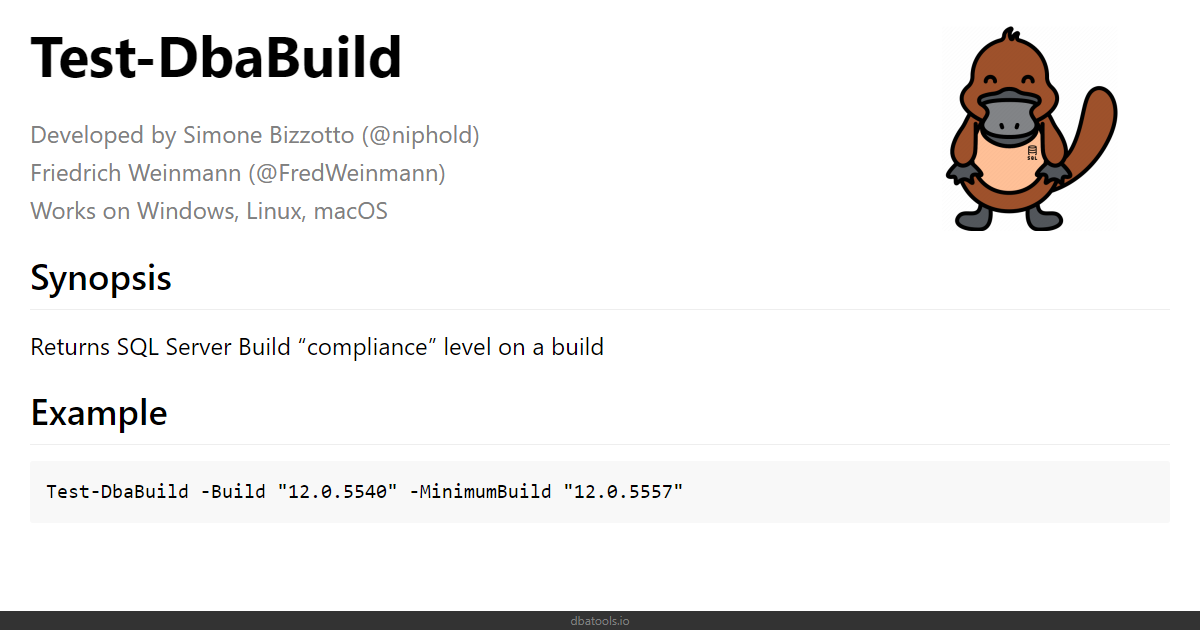 Test-DbaBuild
Developed by Simone Bizzotto (@niphold)
Friedrich Weinmann (@FredWeinmann)
Works on Windows, Linux, macOS
SQL
Synopsis
Returns SQL Server Build “compliance” level on a build
Example
Test-DbaBuild -Build "12.0.5540" -MinimumBuild "12.0.5557"
dbatools.io